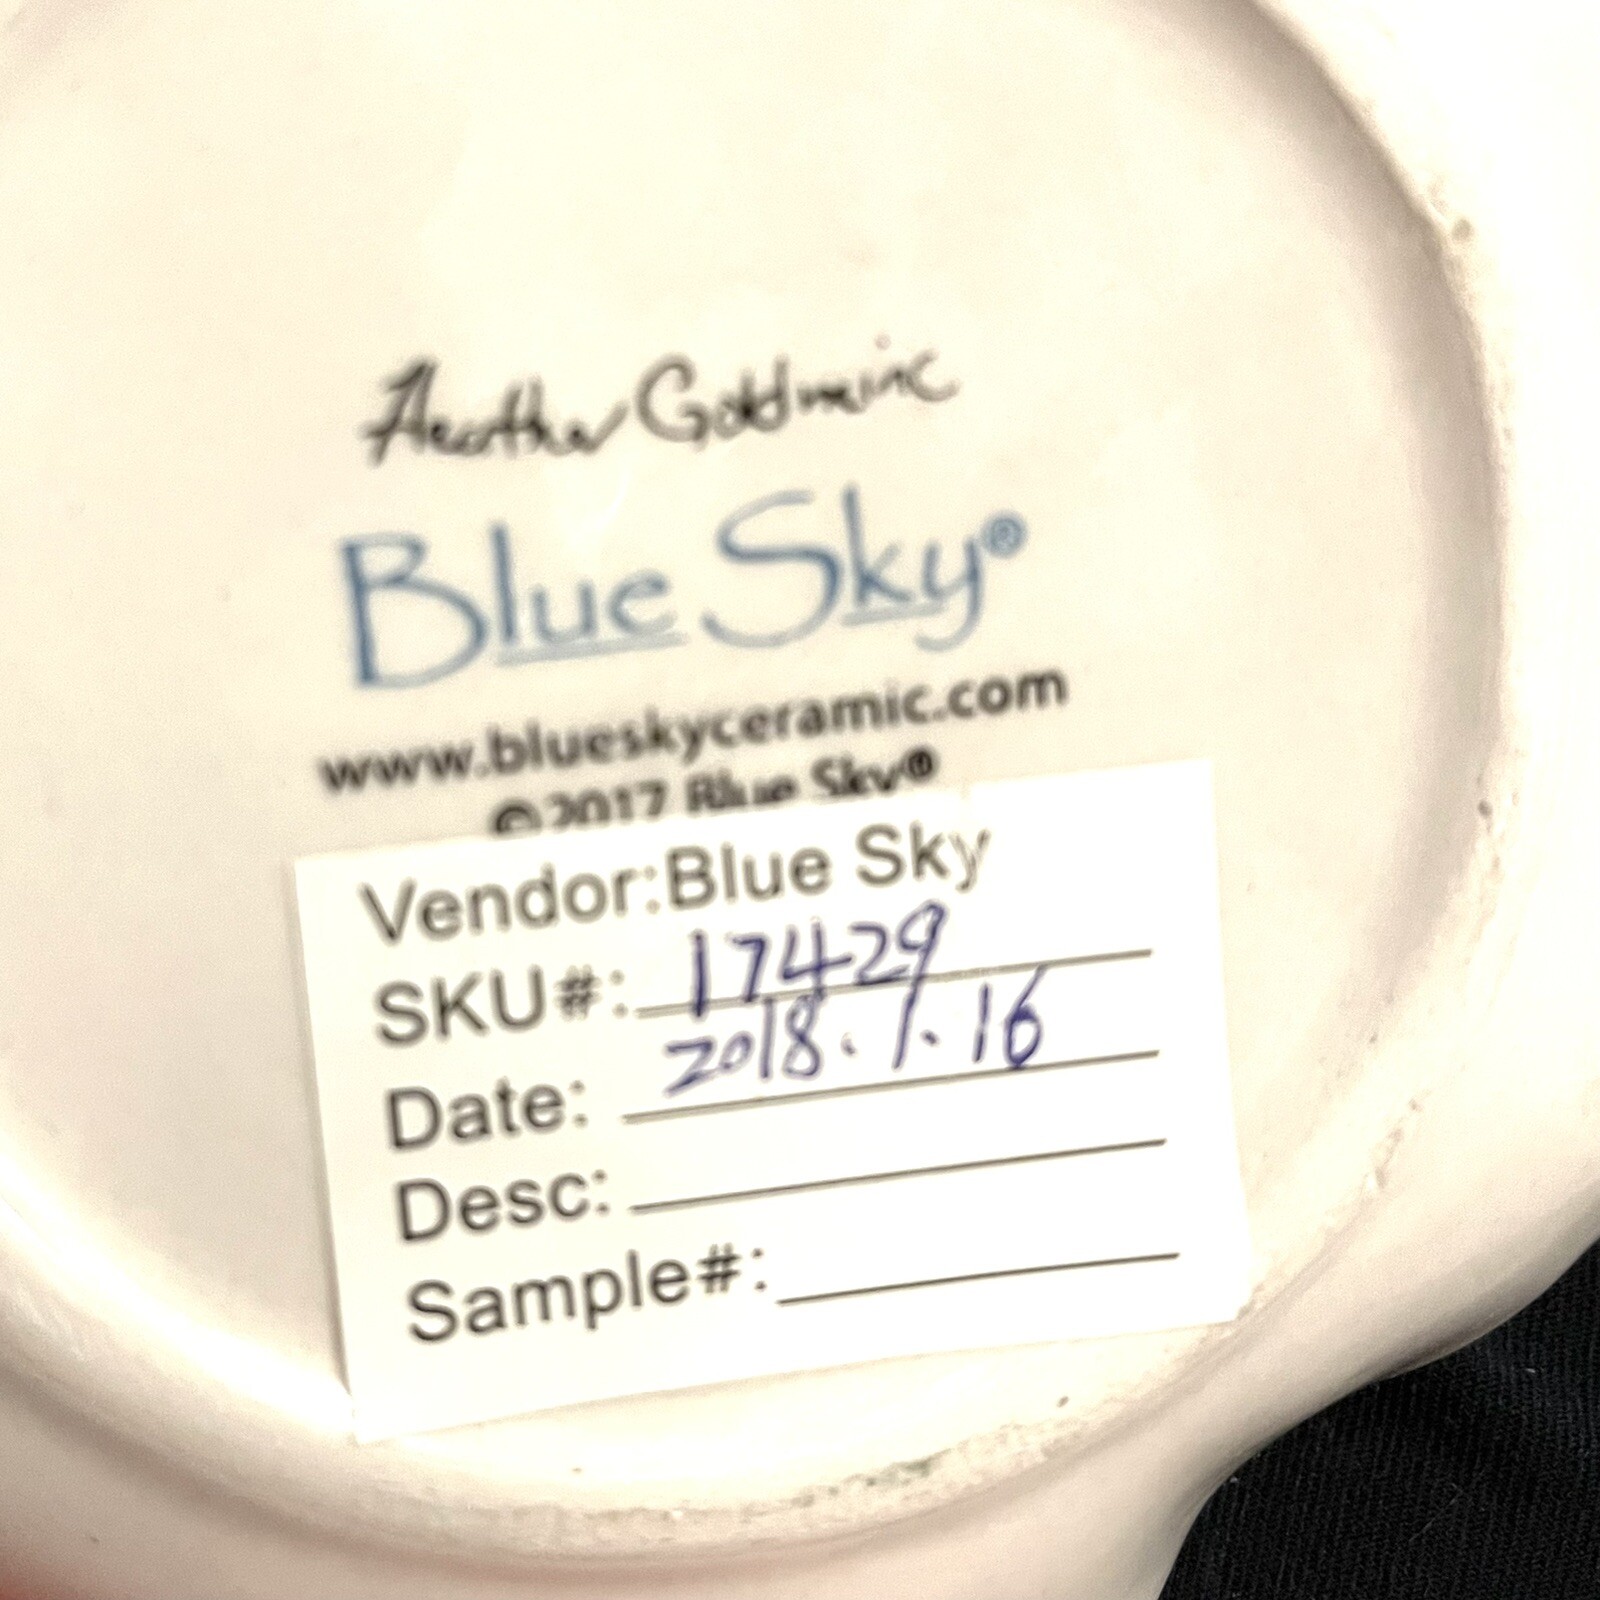 Heather Goldminc
Blue Sky®
www.blueskyceramic.com
©2017 Blue Sky®
Vendor:Blue Sky
SKU#: 17429
Date: 2018.1.16
Desc:
Sample#: